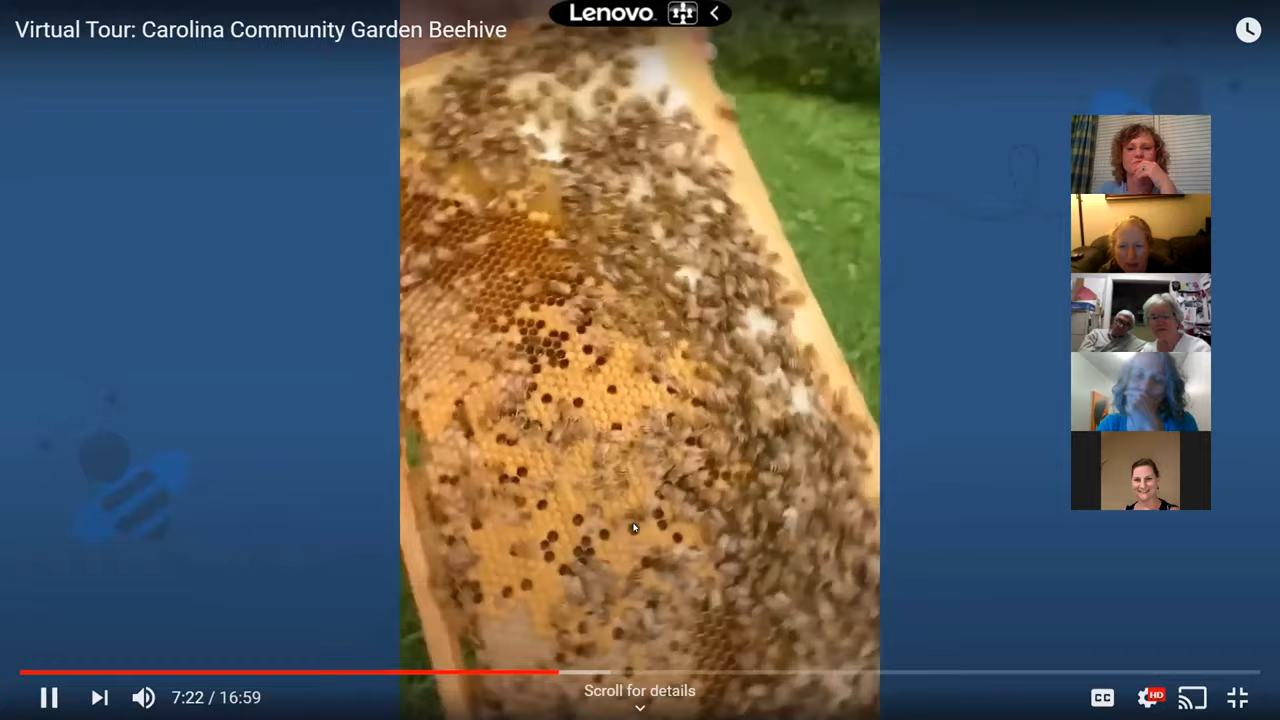 Lenovo
Virtual Tour: Carolina Community Garden Beehive
Scroll for details
7:22 / 16:59
CC
HD